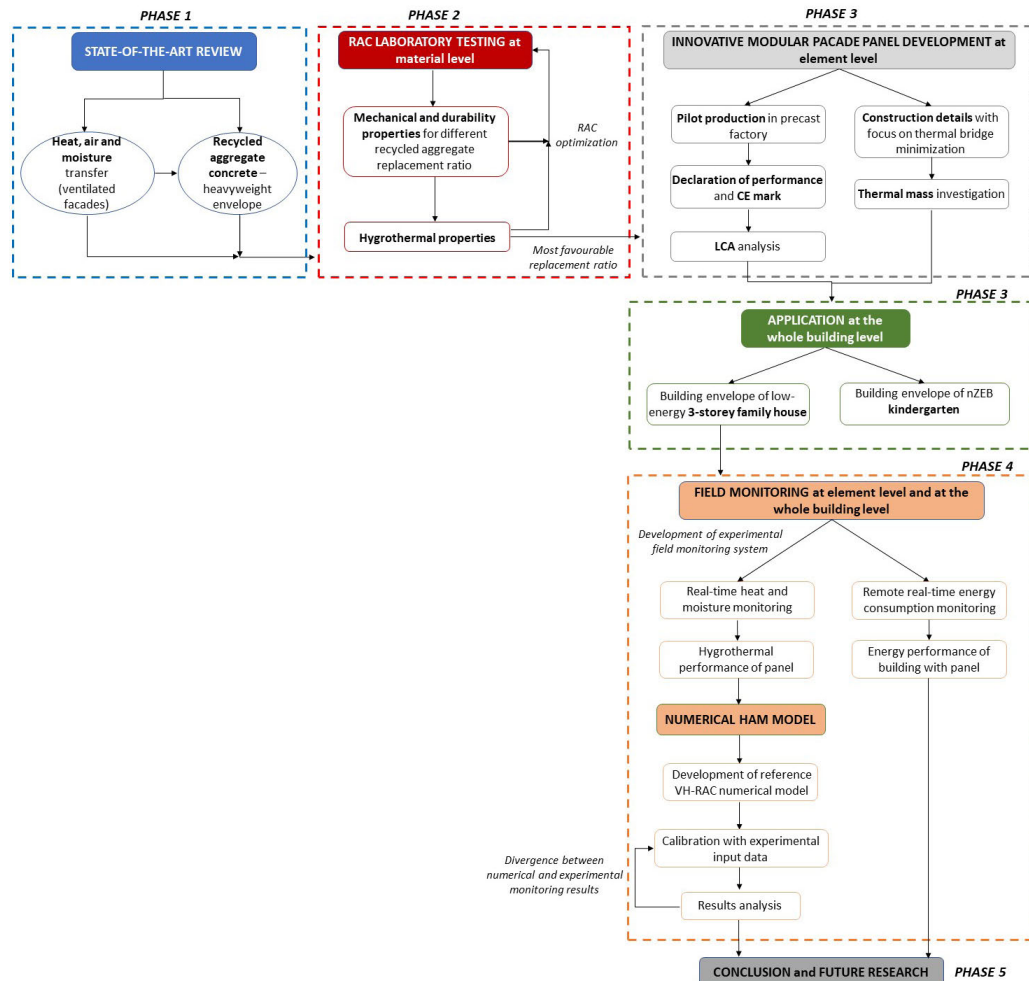 PHASE 1
STATE-OF-THE-ART REVIEW
Heat, air and
moisture
transfer
(ventilated
facades)
Recycled
aggregate
concrete –
heavyweight
envelope
PHASE 2
RAC LABORATORY TESTING at
material level
Mechanical and durability
properties for different
recycled aggregate
replacement ratio
RAC
optimization
Hygrothermal properties
Most favourable
replacement ratio
PHASE 3
INNOVATIVE MODULAR PACADE PANEL DEVELOPMENT at
element level
Pilot production in precast
factory
Declaration of performance
and CE mark
LCA analysis
Construction details with
focus on thermal bridge
minimization
Thermal mass investigation
PHASE 3
APPLICATION at the
whole building level
Building envelope of low-
energy 3-storey family house
Building envelope of nZEB
kindergarten
PHASE 4
FIELD MONITORING at element level and at the
whole building level
Development of experimental
field monitoring system
Real-time heat and
moisture monitoring
Remote real-time energy
consumption monitoring
Hygrothermal
performance of panel
Energy performance of
building with panel
NUMERICAL HAM MODEL
Development of reference
VH-RAC numerical model
Calibration with experimental
input data
Divergence between
numerical and experimental
monitoring results
Results analysis
CONCLUSION and FUTURE RESEARCH
PHASE 5